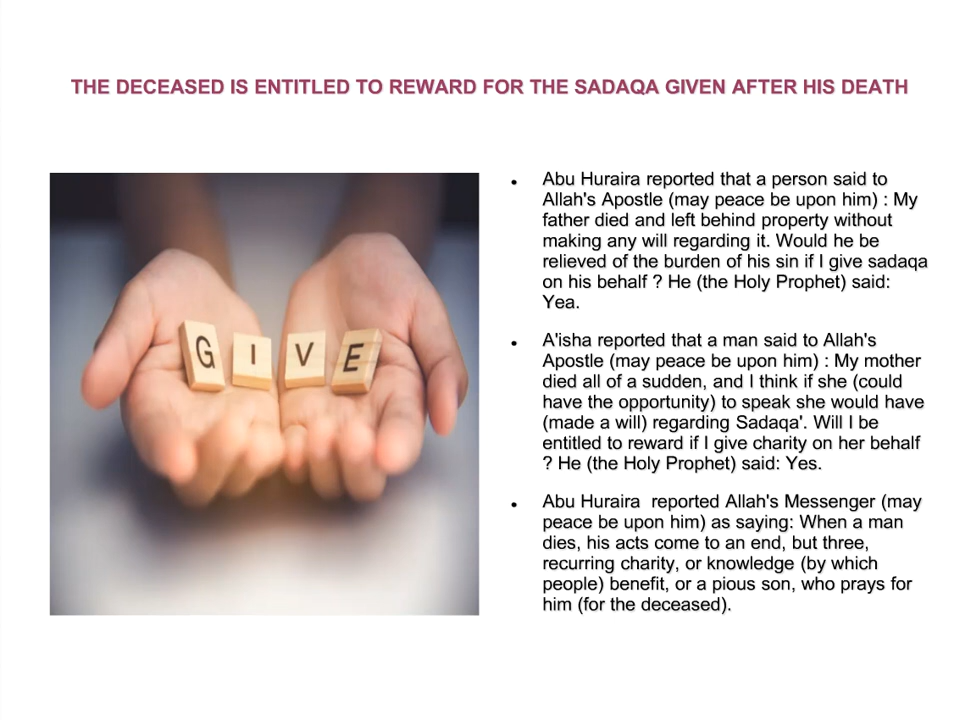 THE DECEASED IS ENTITLED TO REWARD FOR THE SADAQA GIVEN AFTER HIS DEATH
G I V E
• Abu Huraira reported that a person said to
Allah's Apostle (may peace be upon him) : My
father died and left behind property without
making any will regarding it. Would he be
relieved of the burden of his sin if I give sadaqa
on his behalf ? He (the Holy Prophet) said:
Yea.
• A'isha reported that a man said to Allah's
Apostle (may peace be upon him) : My mother
died all of a sudden, and I think if she (could
have the opportunity) to speak she would have
(made a will) regarding Sadaqa'. Will I be
entitled to reward if I give charity on her behalf
? He (the Holy Prophet) said: Yes.
• Abu Huraira  reported Allah's Messenger (may
peace be upon him) as saying: When a man
dies, his acts come to an end, but three,
recurring charity, or knowledge (by which
people) benefit, or a pious son, who prays for
him (for the deceased).